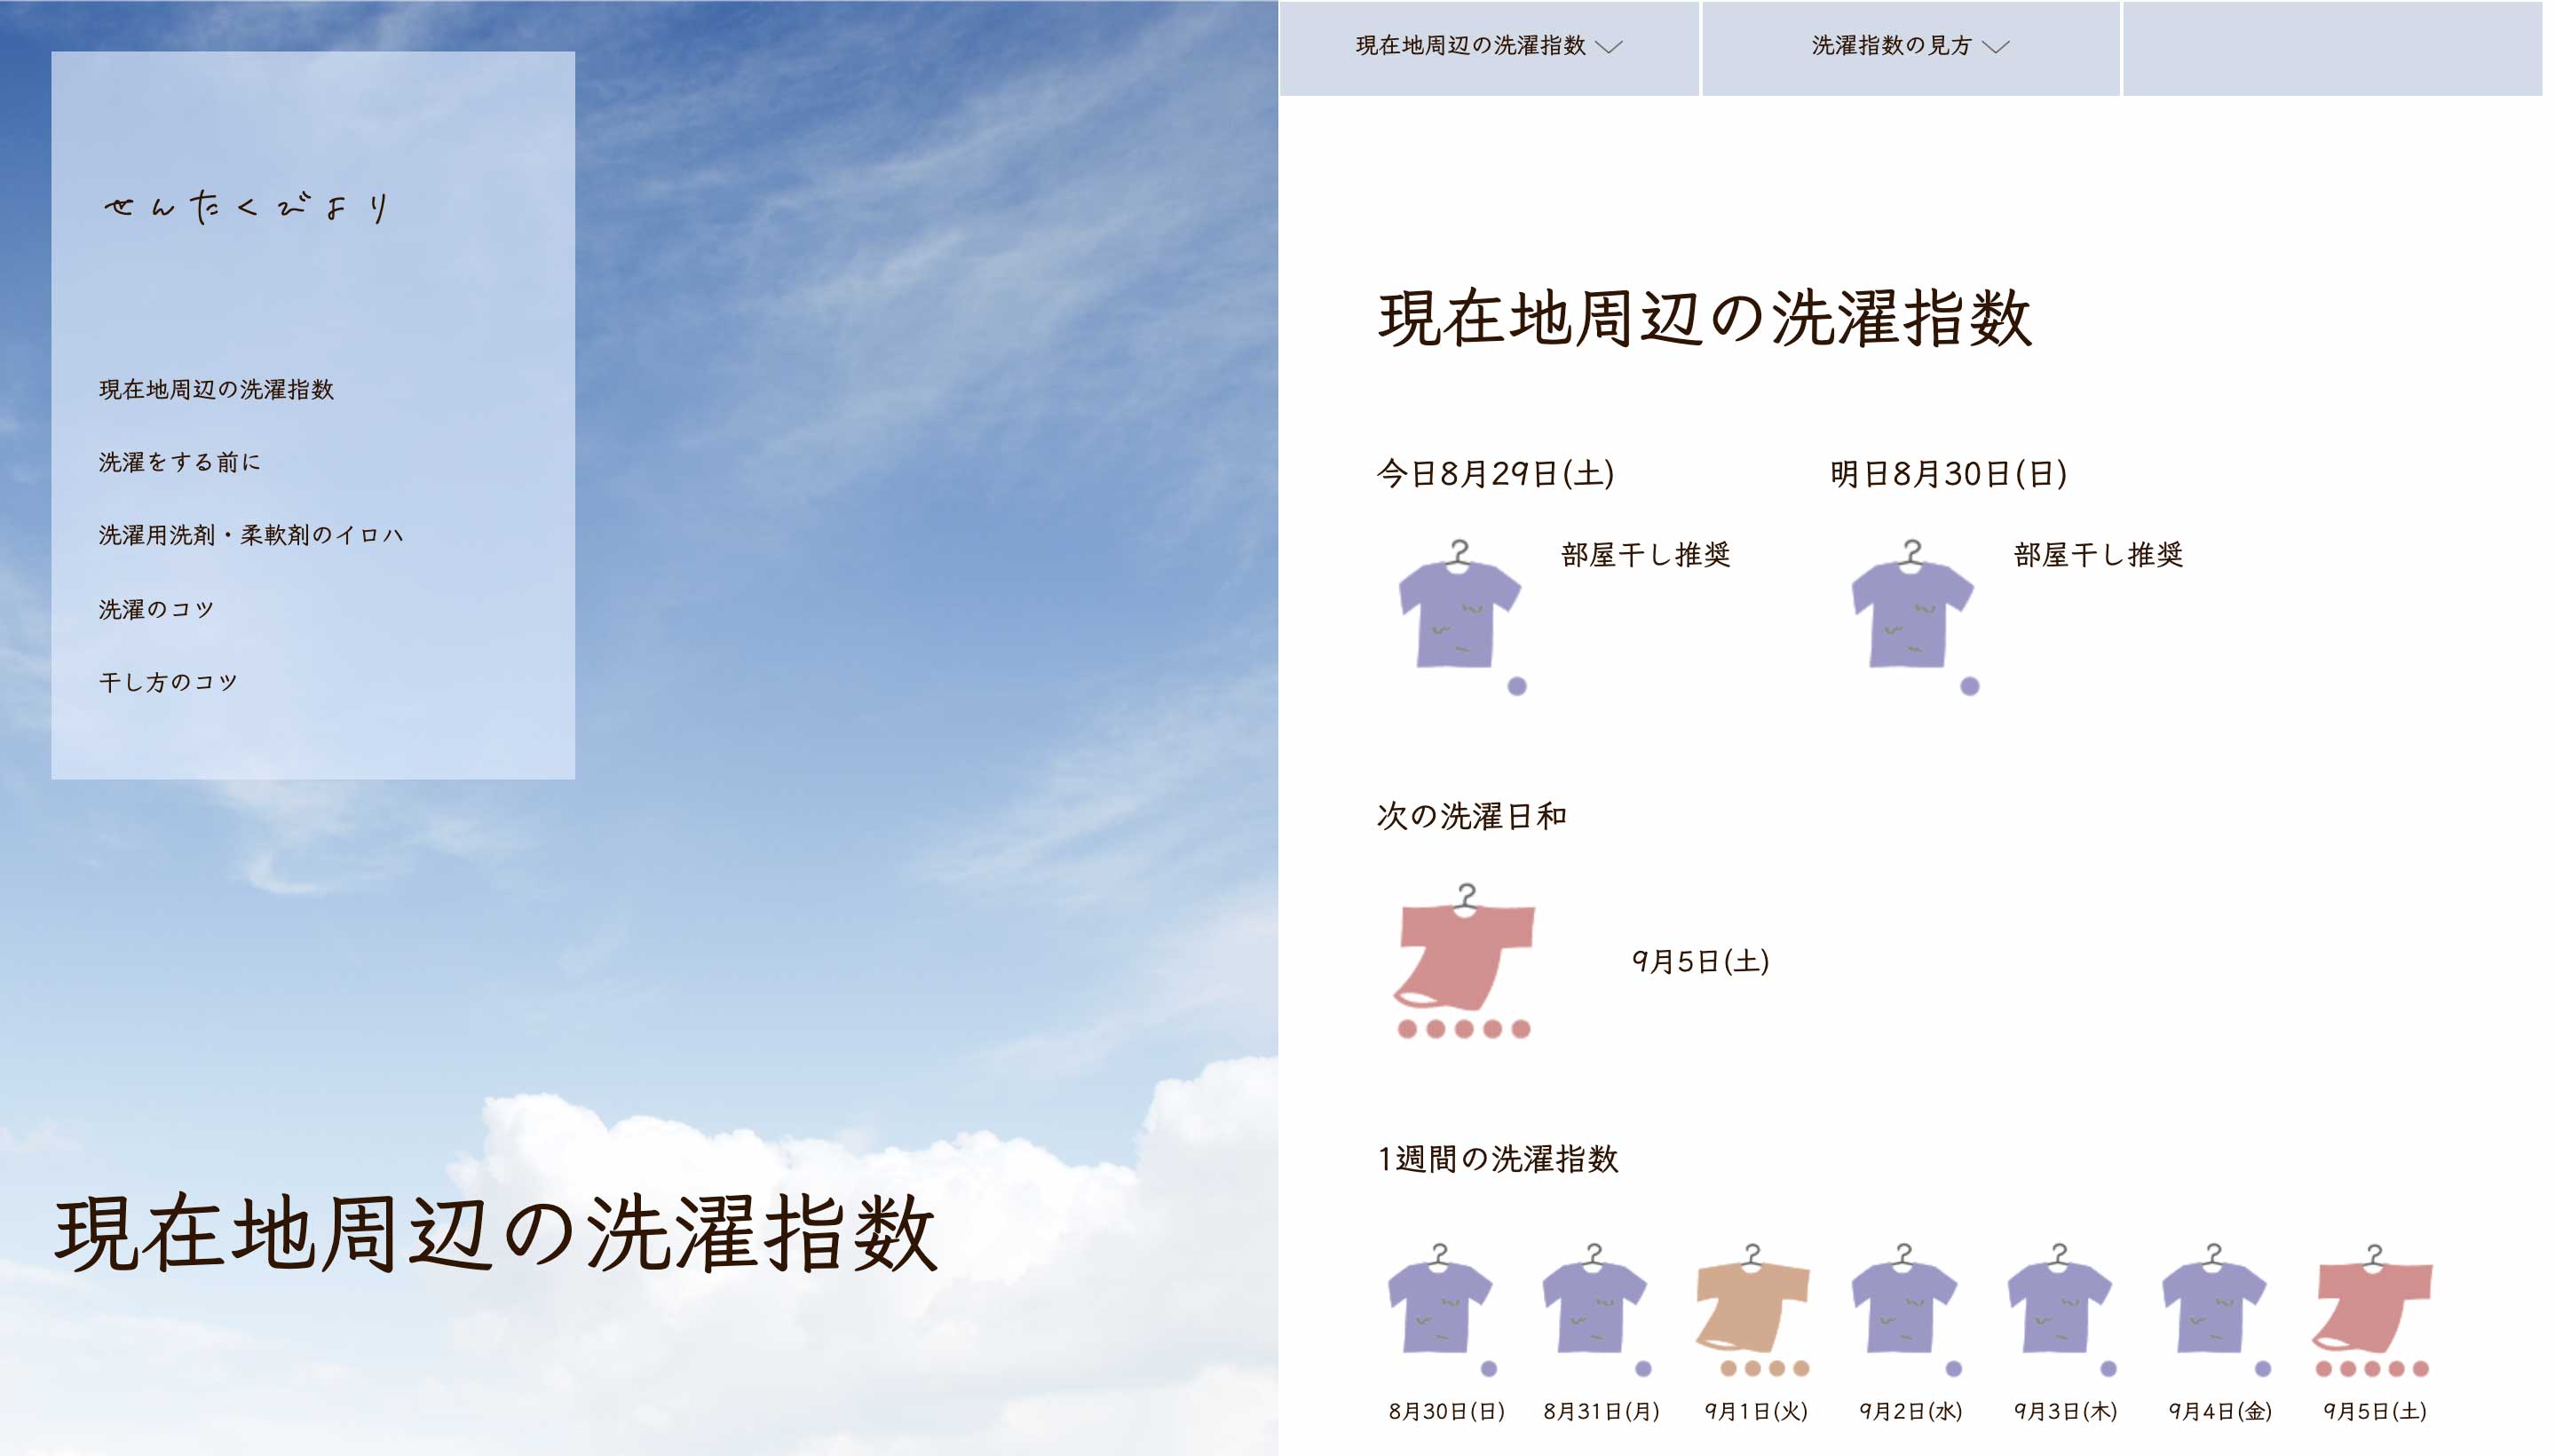 せんたくびより
現在地周辺の洗濯指数
洗濯をする前に
洗濯用洗剤・柔軟剤のイロハ
洗濯のコツ
干し方のコツ
現在地周辺の洗濯指数
現在地周辺の洗濯指数
洗濯指数の見方
現在地周辺の洗濯指数
今日8月29日(土)
明日8月30日(日)
部屋干し推奨
部屋干し推奨
次の洗濯日和
9月5日(土)
1週間の洗濯指数
8月30日(日)
8月31日(月)
9月1日(火)
9月2日(水)
9月3日(木)
9月4日(金)
9月5日(土)